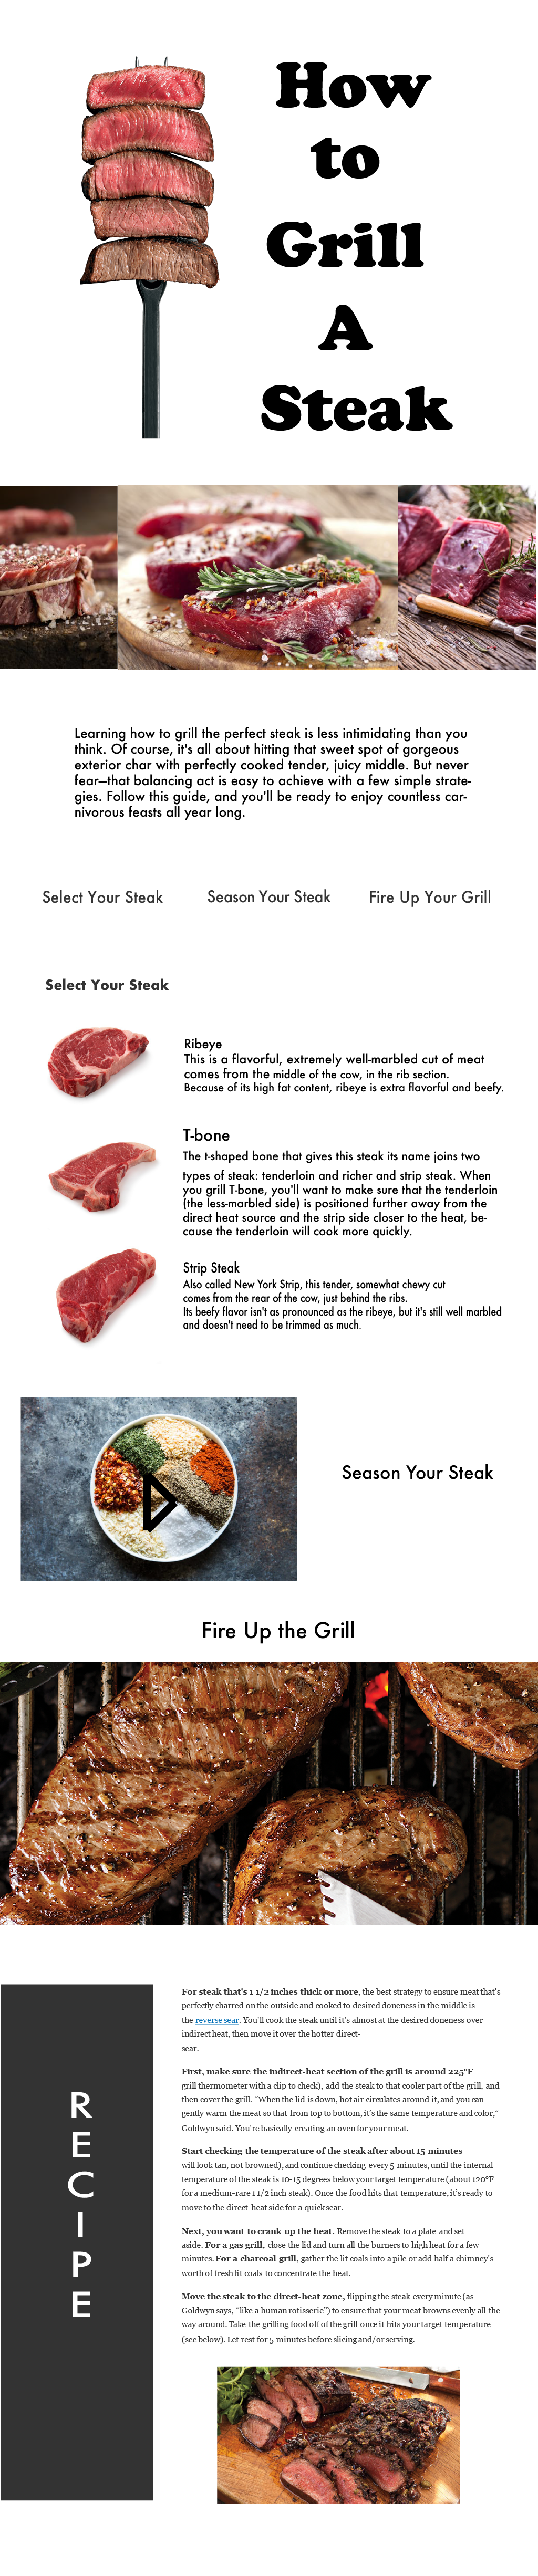 How
to
Grill
A
Steak
Learning how to grill the perfect steak is less intimidating than you
think. Of course, it's all about hitting that sweet spot of gorgeous
exterior char with perfectly cooked tender, juicy middle. But never
fear—that balancing act is easy to achieve with a few simple strate-
gies. Follow this guide, and you'll be ready to enjoy countless car-
nivorous feasts all year long.
Select Your Steak
Season Your Steak
Fire Up Your Grill
Select Your Steak
Ribeye
This is a flavorful, extremely well-marbled cut of meat
comes from the middle of the cow, in the rib section.
Because of its high fat content, ribeye is extra flavorful and beefy.
T-bone
The t-shaped bone that gives this steak its name joins two
types of steak: tenderloin and richer and strip steak. When
you grill T-bone, you'll want to make sure that the tenderloin
(the less-marbled side) is positioned further away from the
direct heat source and the strip side closer to the heat, be-
cause the tenderloin will cook more quickly.
Strip Steak
Also called New York Strip, this tender, somewhat chewy cut
comes from the rear of the cow, just behind the ribs.
Its beefy flavor isn't as pronounced as the ribeye, but it's still well marbled
and doesn't need to be trimmed as much.
Season Your Steak
Fire Up the Grill
RECIPE
For steak that's 1 1/2 inches thick or more, the best strategy to ensure meat that's
perfectly charred on the outside and cooked to desired doneness in the middle is
the reverse sear. You'll cook the steak until it's almost at the desired doneness over
indirect heat, then move it over the hotter direct-
sear.
First, make sure the indirect-heat section of the grill is around 225°F
grill thermometer with a clip to check), add the steak to that cooler part of the grill, and
then cover the grill. “When the lid is down, hot air circulates around it, and you can
gently warm the meat so that from top to bottom, it's the same temperature and color,”
Goldwyn said. You're basically creating an oven for your meat.
Start checking the temperature of the steak after about 15 minutes
will look tan, not browned), and continue checking every 5 minutes, until the internal
temperature of the steak is 10-15 degrees below your target temperature (about 120°F
for a medium-rare 1 1/2 inch steak). Once the food hits that temperature, it's ready to
move to the direct-heat side for a quick sear.
Next, you want to crank up the heat. Remove the steak to a plate and set
aside. For a gas grill, close the lid and turn all the burners to high heat for a few
minutes. For a charcoal grill, gather the lit coals into a pile or add half a chimney's
worth of fresh lit coals to concentrate the heat.
Move the steak to the direct-heat zone, flipping the steak every minute (as
Goldwyn says, “like a human rotisserie”) to ensure that your meat browns evenly all the
way around. Take the grilling food off of the grill once it hits your target temperature
(see below). Let rest for 5 minutes before slicing and/or serving.